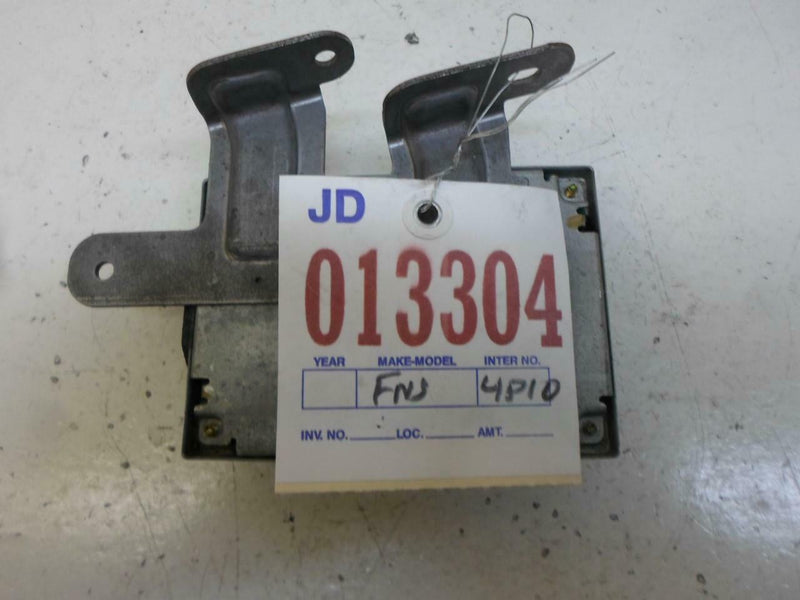 JD
013304
YEAR MAKE-MODEL INTER NO.
FNJ 4P10
INV. NO. LOC. AMT.